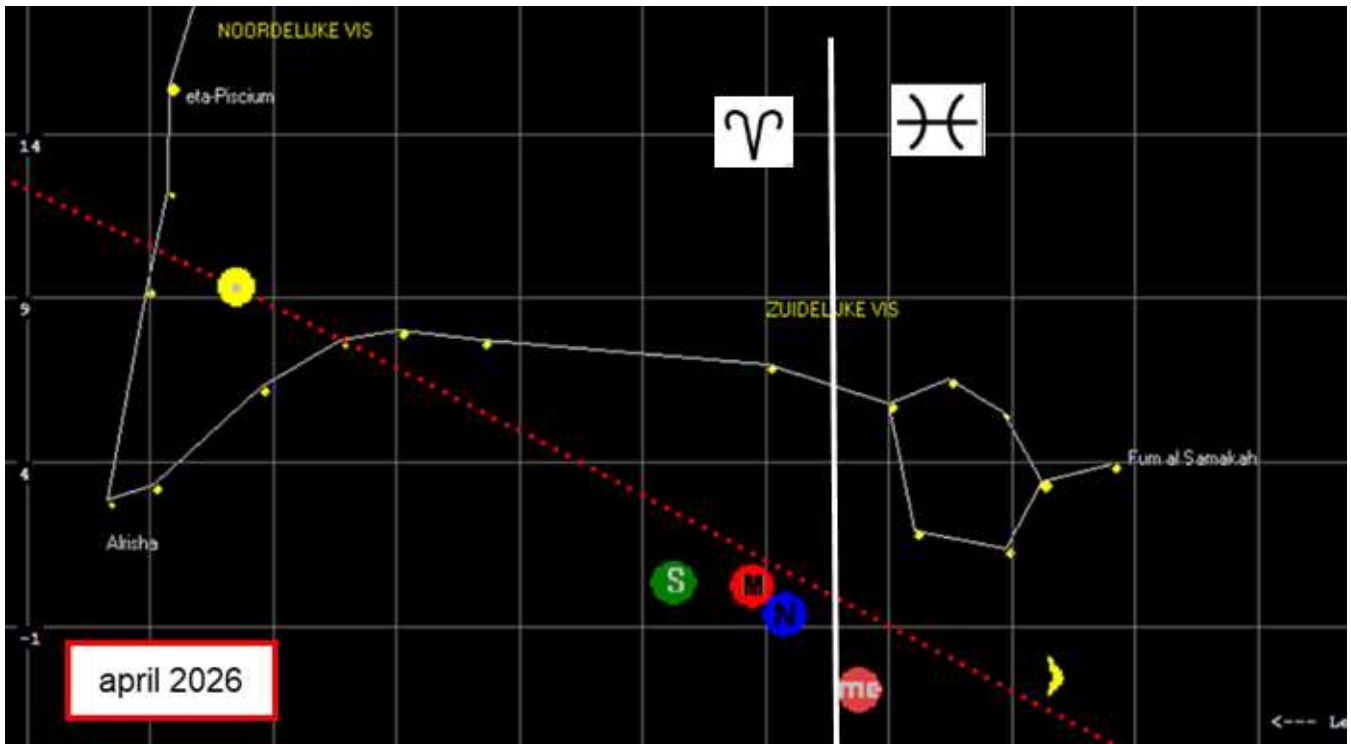 NOORDELIJKE VIS
eta-Piscium
14
9
ZUIDELIJKE VIS
4
Fum al Samakah
Alrisha
S
M
N
-1
april 2026
me
<--- Le